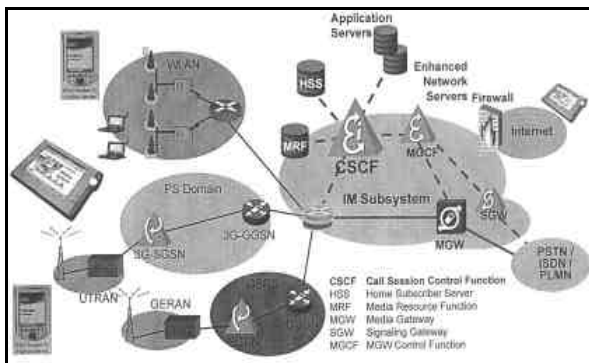 Application
Servers
Enhanced
Network
Servers
Firewall
WLAN
HSS
Internet
MRF
CSCF
MGCF
PS Domain
IM Subsystem
SGW
3G-GGSN
MGW
3G-SGSN
PSTN /
ISDN /
PLMN
UTRAN
GERAN
CSCF Call Session Control Function
HSS Home Subscriber Server
MRF Media Resource Function
MGW Media Gateway
SGW Signaling Gateway
MGCF MGW Control Function